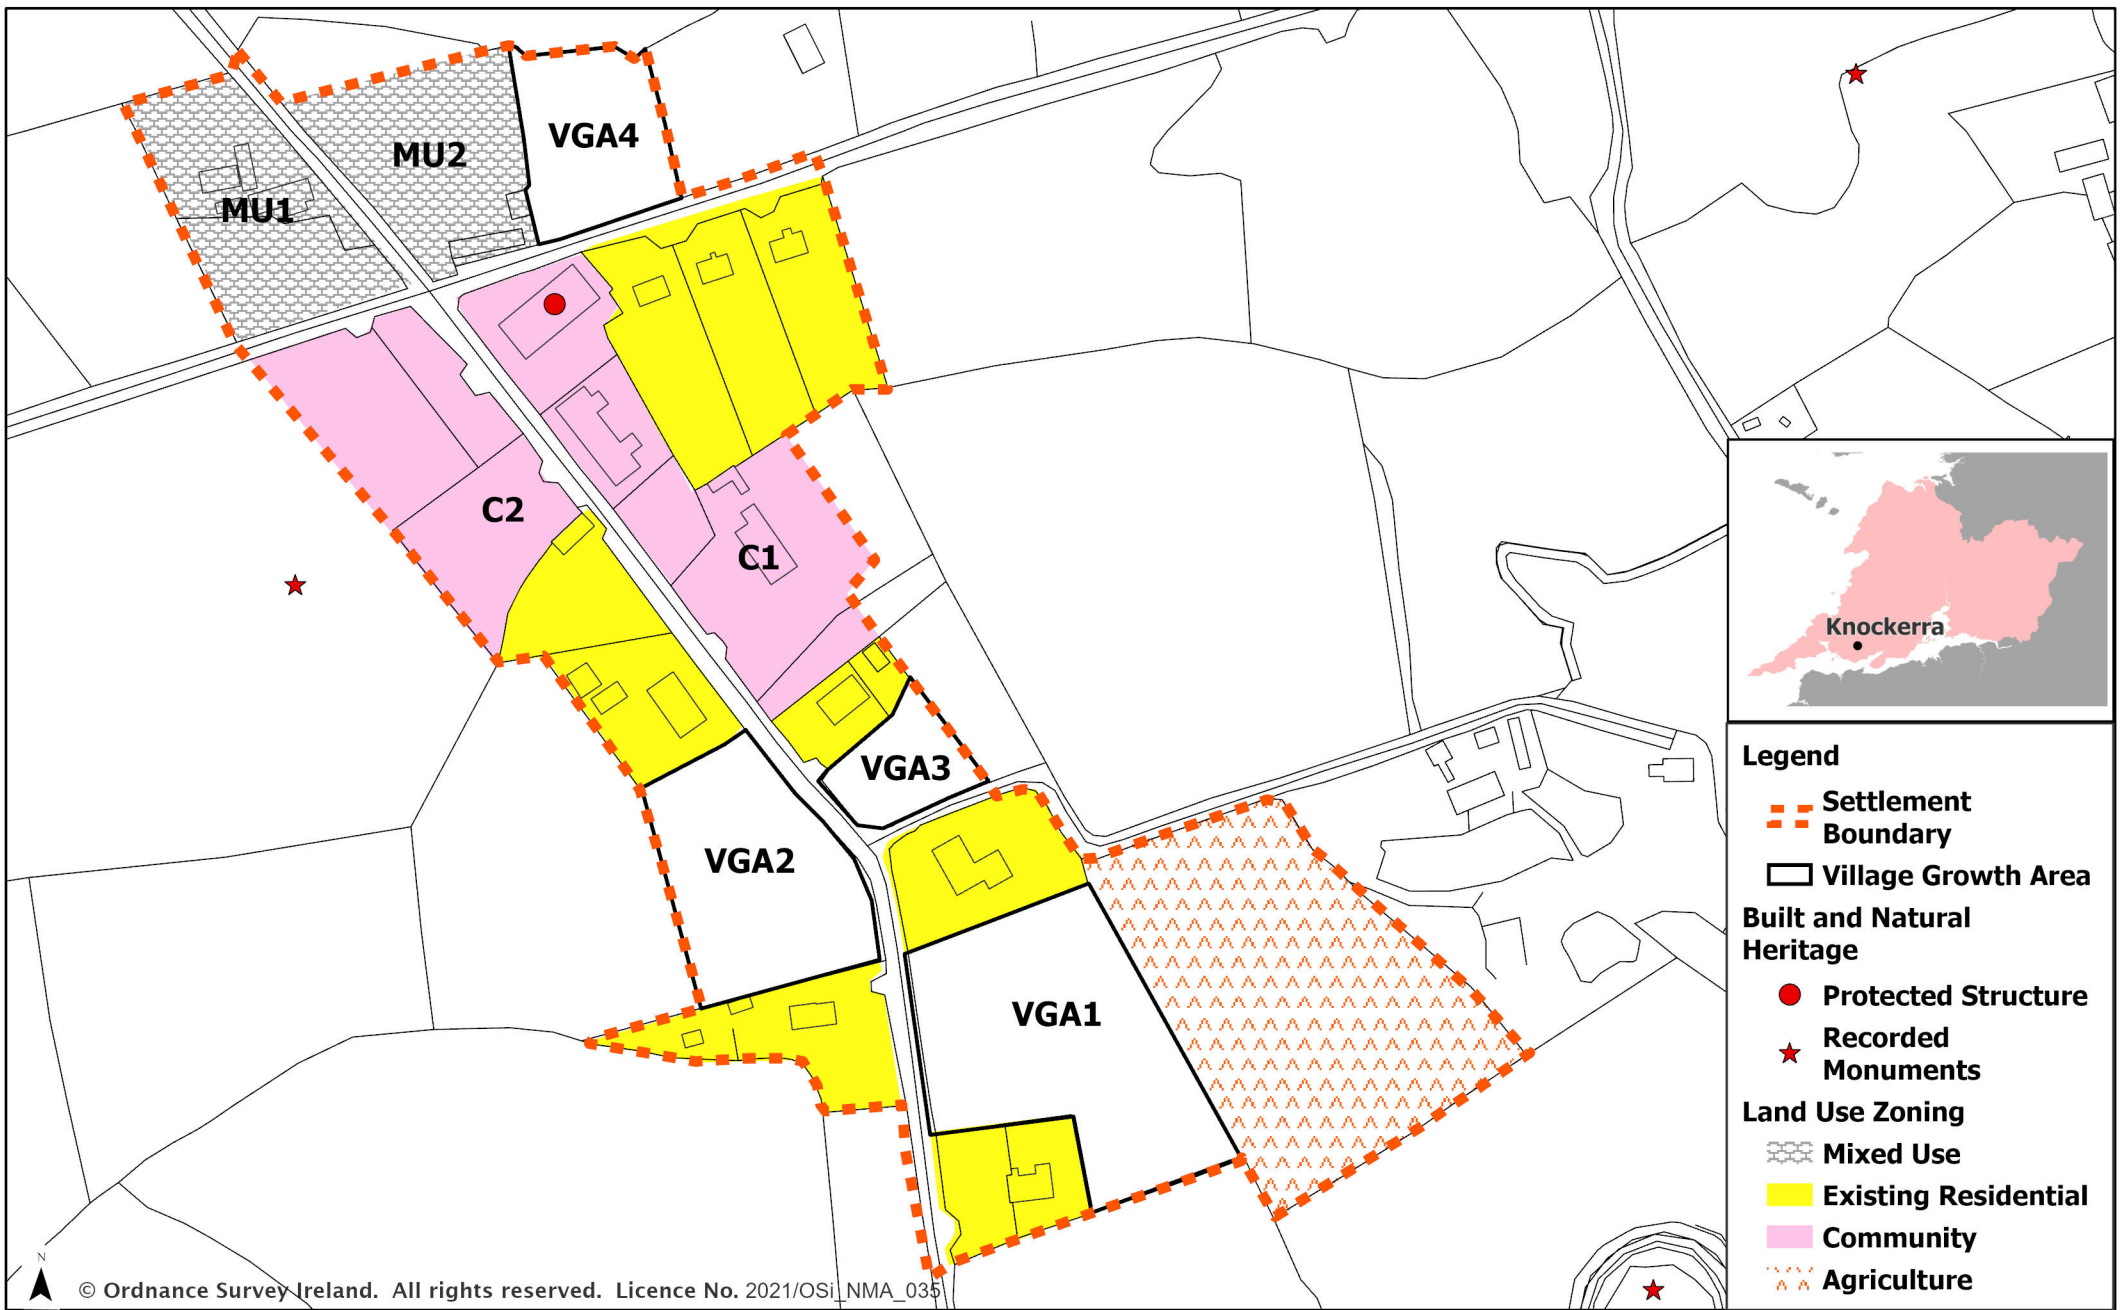 VGA4
MU2
MU1
C2
C1
VGA3
VGA2
VGA1
Knockerra
Legend
Settlement
Boundary
Village Growth Area
Built and Natural
Heritage
Protected Structure
Recorded
Monuments
Land Use Zoning
Mixed Use
Existing Residential
Community
Agriculture
N
© Ordnance Survey Ireland. All rights reserved. Licence No. 2021/OSi_NMA_035